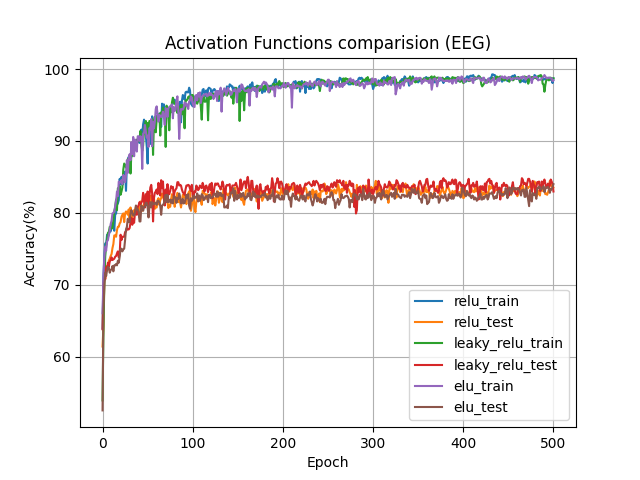 Activation Functions comparision (EEG)
Accuracy(%)
100
90
80
70
60
0
100
200
300
400
500
Epoch
relu_train
relu_test
leaky_relu_train
leaky_relu_test
elu_train
elu_test